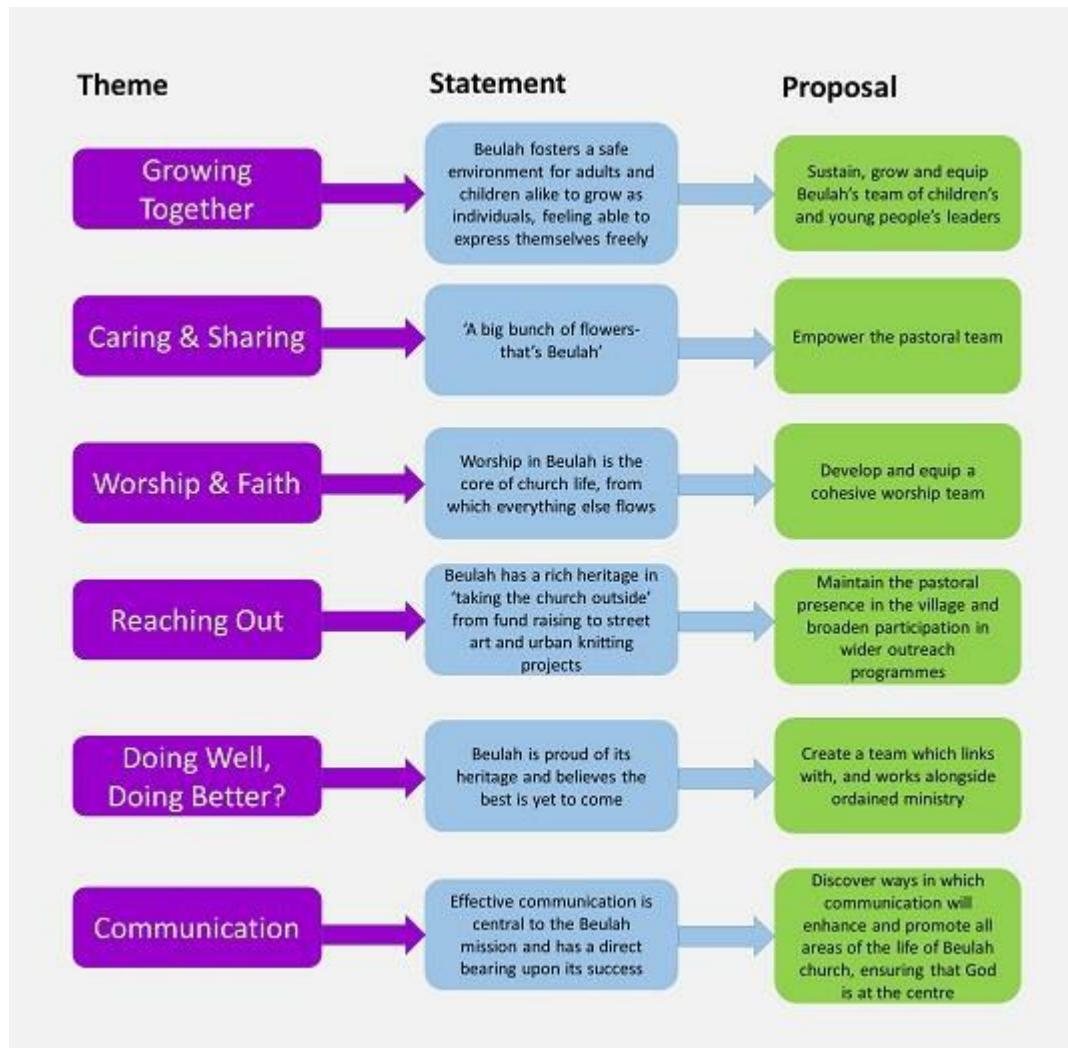 Theme
Statement
Proposal
Growing
Together
Beulah fosters a safe
environment for adults and
children alike to grow as
individuals, feeling able to
express themselves freely
Sustain, grow and equip
Beulah's team of children's
and young people's leaders
Caring & Sharing
'A big bunch of flowers-
that's Beulah'
Empower the pastoral team
Worship & Faith
Worship in Beulah is the
core of church life, from
which everything else flows
Develop and equip a
cohesive worship team
Reaching Out
Beulah has a rich heritage in
'taking the church outside'
from fund raising to street
art and urban knitting
projects
Maintain the pastoral
presence in the village and
broaden participation in
wider outreach
programmes
Doing Well,
Doing Better?
Beulah is proud of its
heritage and believes the
best is yet to come
Create a team which links
with, and works alongside
ordained ministry
Communication
Effective communication is
central to the Beulah
mission and has a direct
bearing upon its success
Discover ways in which
communication will
enhance and promote all
areas of the life of Beulah
church, ensuring that God
is at the centre